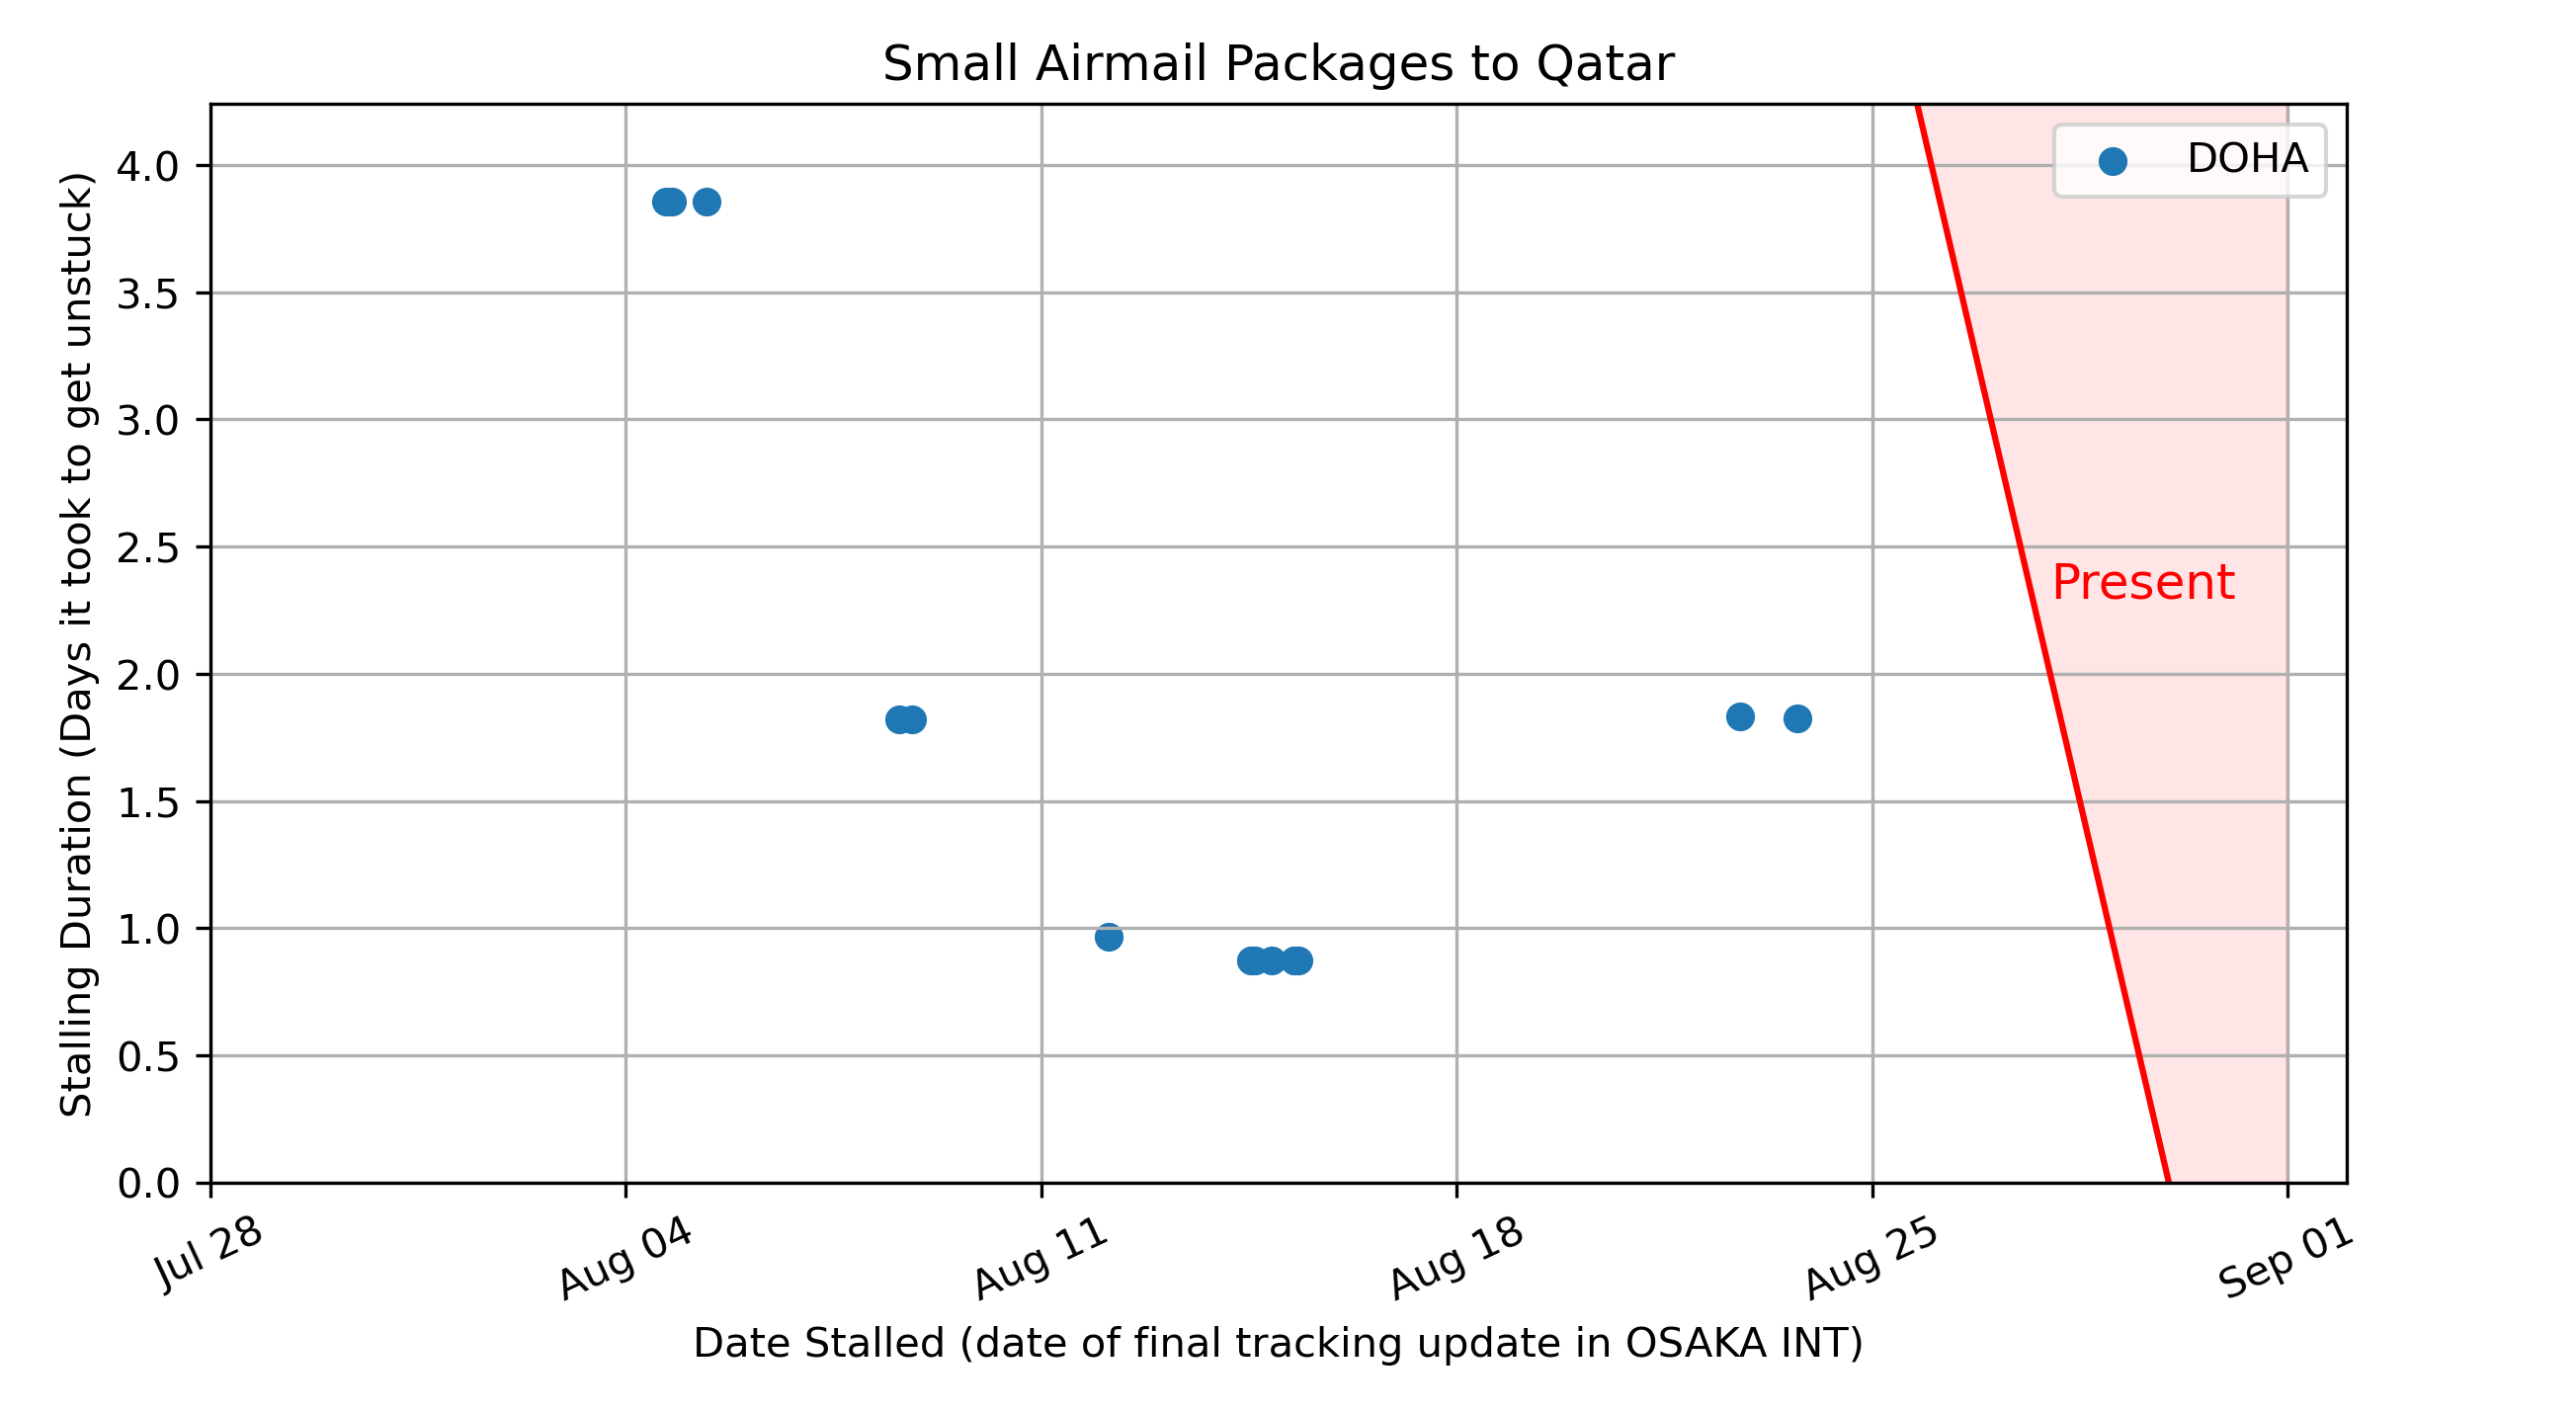 Small Airmail Packages to Qatar
DOHA
Present
Stalling Duration (Days it took to get unstuck)
4.0
3.5
3.0
2.5
2.0
1.5
1.0
0.5
0.0
Jul 28
Aug 04
Aug 11
Aug 18
Aug 25
Sep 01
Date Stalled (date of final tracking update in OSAKA INT)